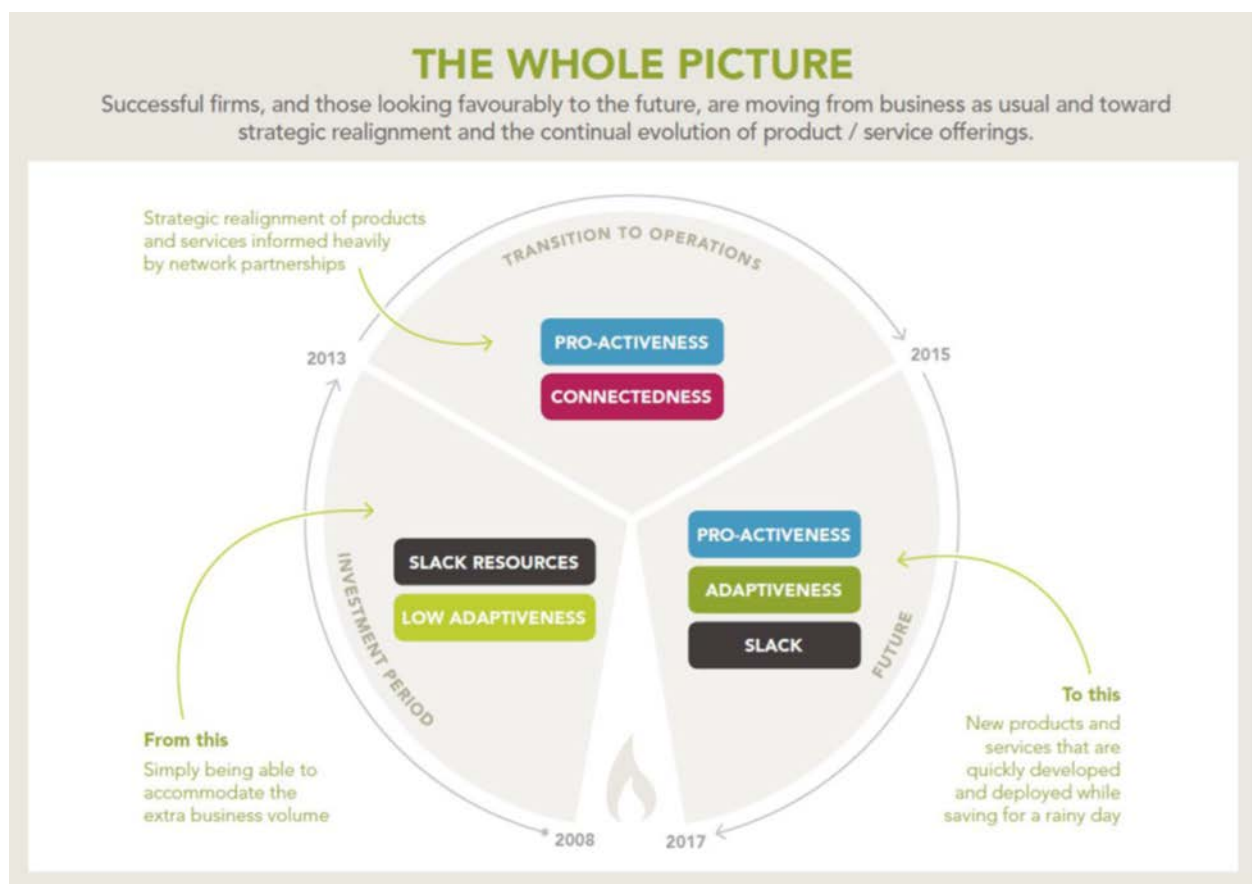 THE WHOLE PICTURE
Successful firms, and those looking favourably to the future, are moving from business as usual and toward
strategic realignment and the continual evolution of product / service offerings.
Strategic realignment of products
and services informed heavily
by network partnerships
TRANSITION TO OPERATIONS
PRO-ACTIVENESS
CONNECTEDNESS
2013
2015
SLACK RESOURCES
LOW ADAPTIVENESS
INVESTMENT PERIOD
PRO-ACTIVENESS
ADAPTIVENESS
SLACK
FUTURE
From this
Simply being able to
accommodate the
extra business volume
To this
New products and
services that are
quickly developed
and deployed while
saving for a rainy day
2008
2017